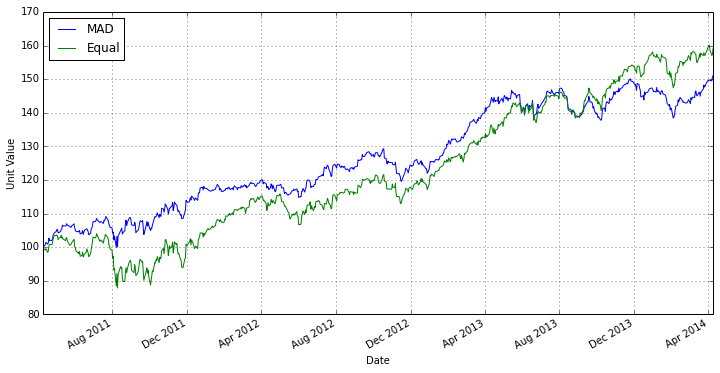 170
160
150
140
130
120
110
100
90
80
Unit Value
MAD
Equal
Aug 2011
Dec 2011
Apr 2012
Aug 2012
Dec 2012
Apr 2013
Aug 2013
Dec 2013
Apr 2014
Date